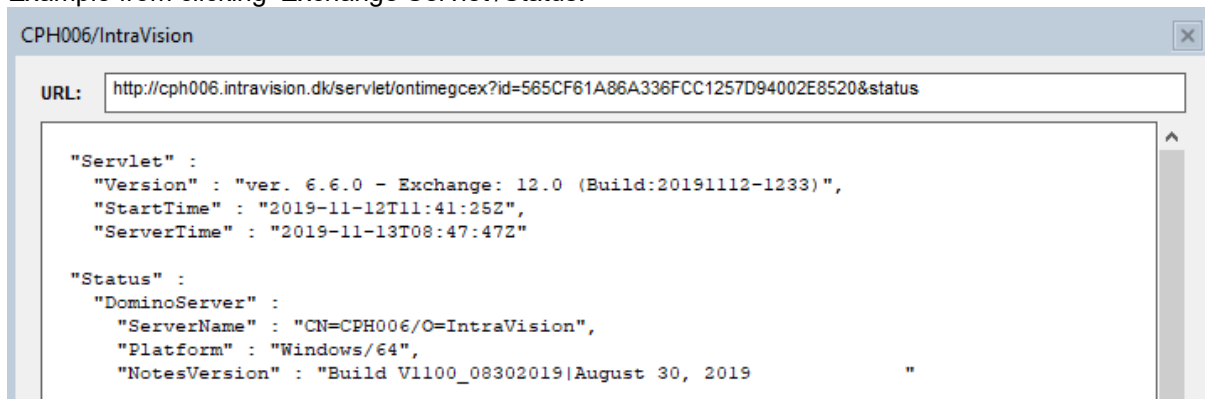 Example from clicking 'Exchange Servlet'/Status:
CPH006/IntraVision
URL: http://cph006.intravision.dk/servlet/ontimegcex?id=565CF61A86A336FCC1257D94002E8520&status
"Servlet" :
"Version" : "ver. 6.6.0 - Exchange: 12.0 (Build:20191112-1233)",
"StartTime" : "2019-11-12T11:41:25Z",
"ServerTime" : "2019-11-13T08:47:47Z"
"Status" :
"DominoServer" :
"ServerName" : "CN=CPH006/O=IntraVision",
"Platform" : "Windows/64",
"NotesVersion" : "Build V1100_08302019|August 30, 2019 "